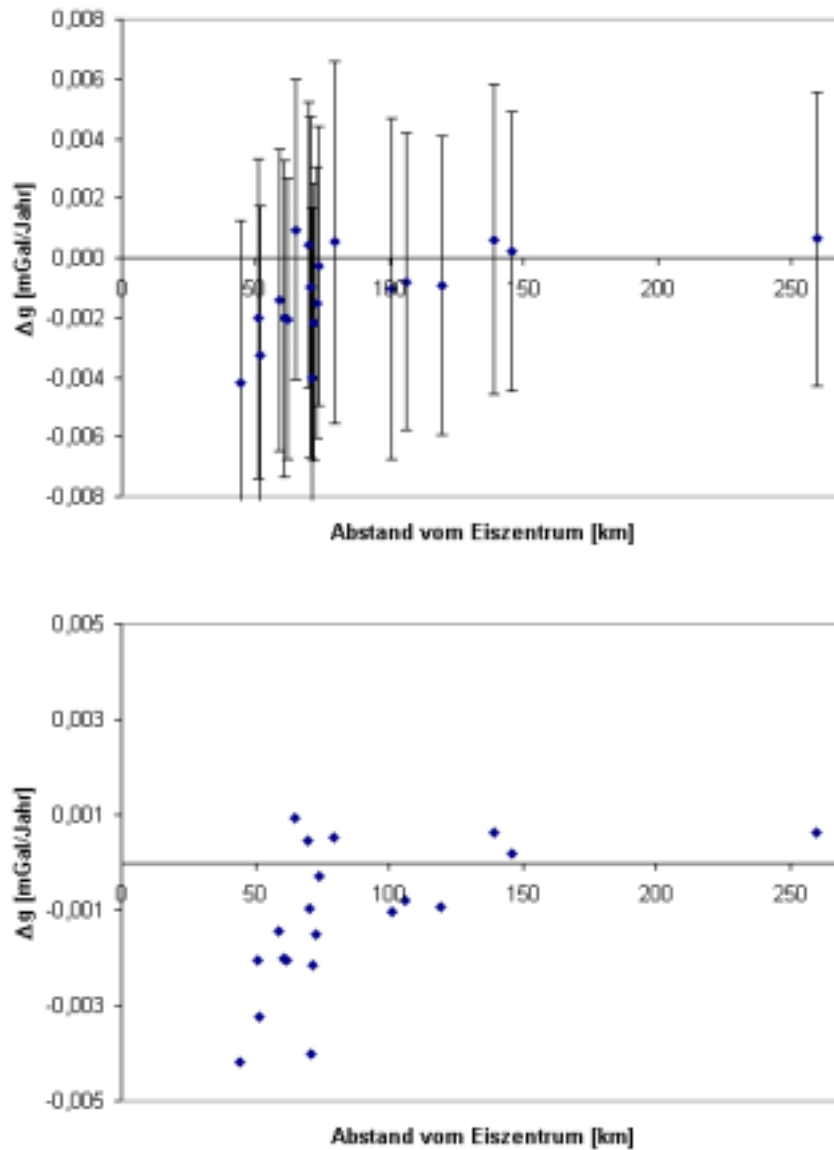 0,008
0,006
0,004
0,002
0,000
-0,002
-0,004
-0,006
-0,008
Δg [mGal/Jahr]
0 50 100 150 200 250
Abstand vom Eiszentrum [km]
0,005
0,003
0,001
-0,001
-0,003
-0,005
Δg [mGal/Jahr]
0 50 100 150 200 250
Abstand vom Eiszentrum [km]